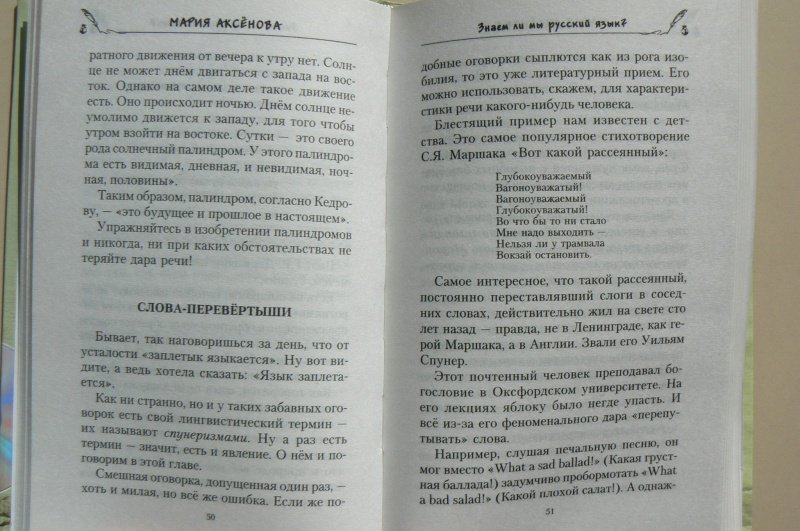 МАРИЯ АКСЁНОВА
ратного движения от вечера к утру нет. Солн-
це не может днём двигаться с запада на вос-
ток. Однако на самом деле такое движение
есть. Оно происходит ночью. Днём солнце не-
умолимо движется к западу, для того чтобы
утром взойти на востоке. Сутки — это своего
рода солнечный палиндром. У этого палиндро-
ма есть видимая, дневная, и невидимая, ноч-
ная, половины».
Таким образом, палиндром, согласно Кедро-
ву, – «это будущее и прошлое в настоящем».
Упражняйтесь в изобретении палиндромов
и никогда, ни при каких обстоятельствах не
теряйте дара речи!
СЛОВА-ПЕРЕВЁРТЫШИ
Бывает, так наговоришься за день, что от
усталости «заплетык языкается». Ну вот ви-
дите, а ведь хотела сказать: «Язык заплета-
ется».
Как ни странно, но и у таких забавных ого-
ворок есть свой лингвистический термин —
их называют спунеризмами. Ну а раз есть
термин — значит, есть и явление. О нём и по-
говорим в этой главе.
Смешная оговорка, допущенная один раз, —
хоть и милая, но всё же ошибка. Если же по-
50
Знаем ли мы русский язык?
добные оговорки сыплются как из рога изо-
билия, то это уже литературный прием. Его
можно использовать, скажем, для характери-
стики речи какого-нибудь человека.
Блестящий пример нам известен с дет-
ства. Это самое популярное стихотворение
С.Я. Маршака «Вот какой рассеянный»:
Глубокоуважаемый
Вагоноуважатый!
Вагоноуважаемый
Глубокоуважатый!
Во что бы то ни стало
Мне надо выходить —
Нельзя ли у трамвала
Вокзай остановить.
Самое интересное, что такой рассеянный,
постоянно переставлявший слоги в сосед-
них словах, действительно жил на свете сто
лет назад — правда, не в Ленинграде, как ге-
рой Маршака, а в Англии. Звали его Уильям
Спунер.
Этот почтенный человек преподавал бо-
гословие в Оксфордском университете. На
его лекциях яблоку было негде упасть. И
всё из-за его феноменального дара «перепу-
тывать» слова.
Например, слушая печальную песню, он
мог вместо «What a sad ballad!» (Какая груст-
ная баллада!) задумчиво пробормотать «What
a bad salad!» (Какой плохой салат!). А однаж-
51